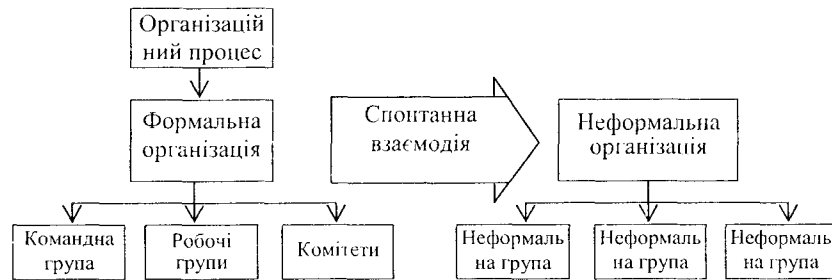 Організацій
ний процес
Формальна
організація
Спонтанна
взаємодія
Неформальна
організація
Командна
група
Робочі
групи
Комітети
Неформаль
на група
Неформаль
на група
Неформаль
на група